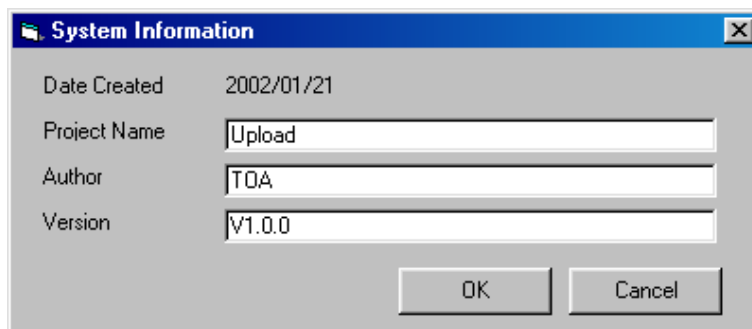 System Information
Date Created 2002/01/21
Project Name Upload
Author TOA
Version V1.0.0
OK Cancel